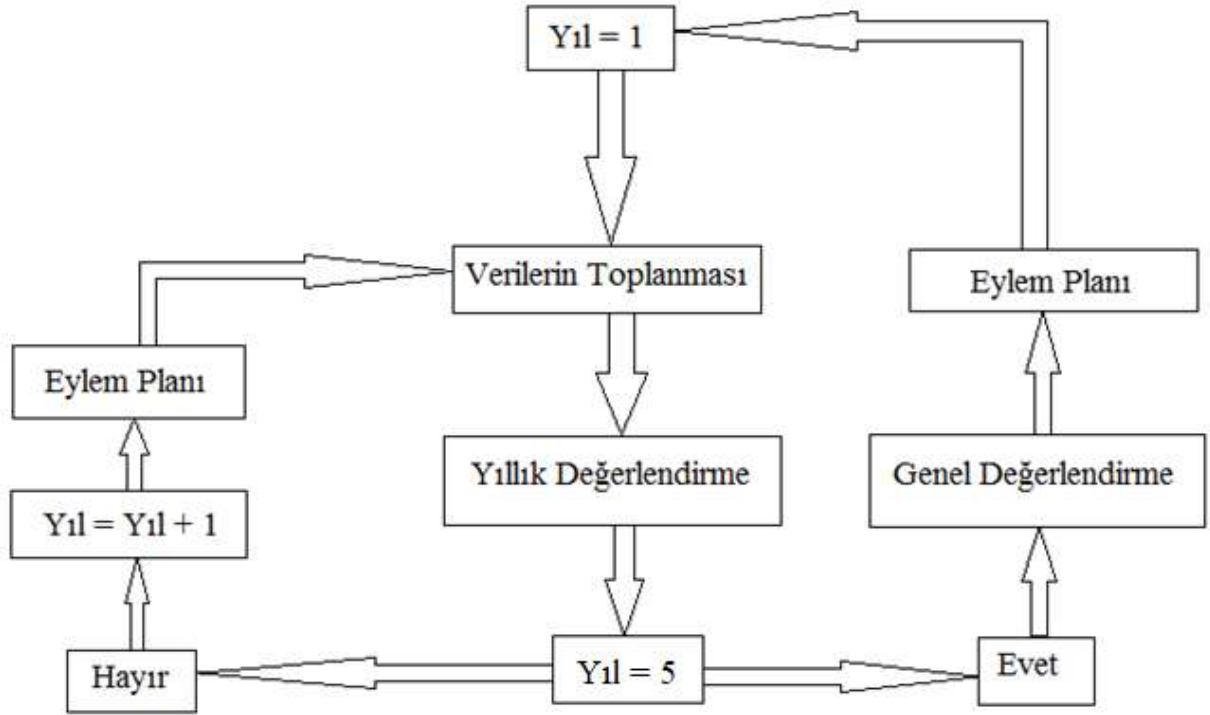 Yıl = 1
Verilerin Toplanması
Eylem Planı
Eylem Planı
Yıllık Değerlendirme
Genel Değerlendirme
Yıl = Yıl + 1
Hayır
Yıl = 5
Evet